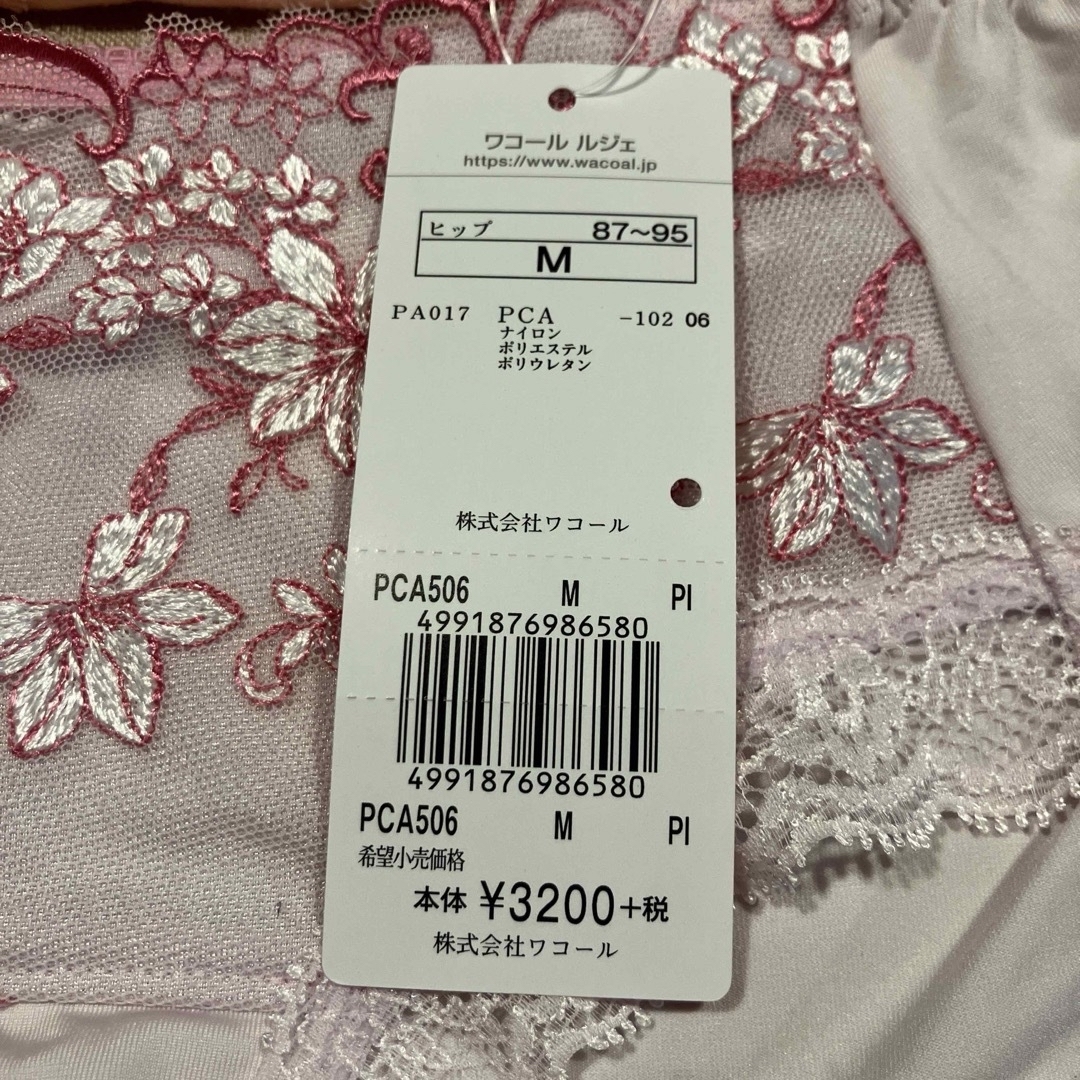 ワコール ルジェ
https://www.wacoal.jp
ヒップ 87～95
M
PA017 PCA -102 06
ナイロン
ポリエステル
ポリウレタン
株式会社ワコール
PCA506 M PI
4991876986580
4991876986580
PCA506 M PI
希望小売価格
本体 ¥3200+税
株式会社ワコール